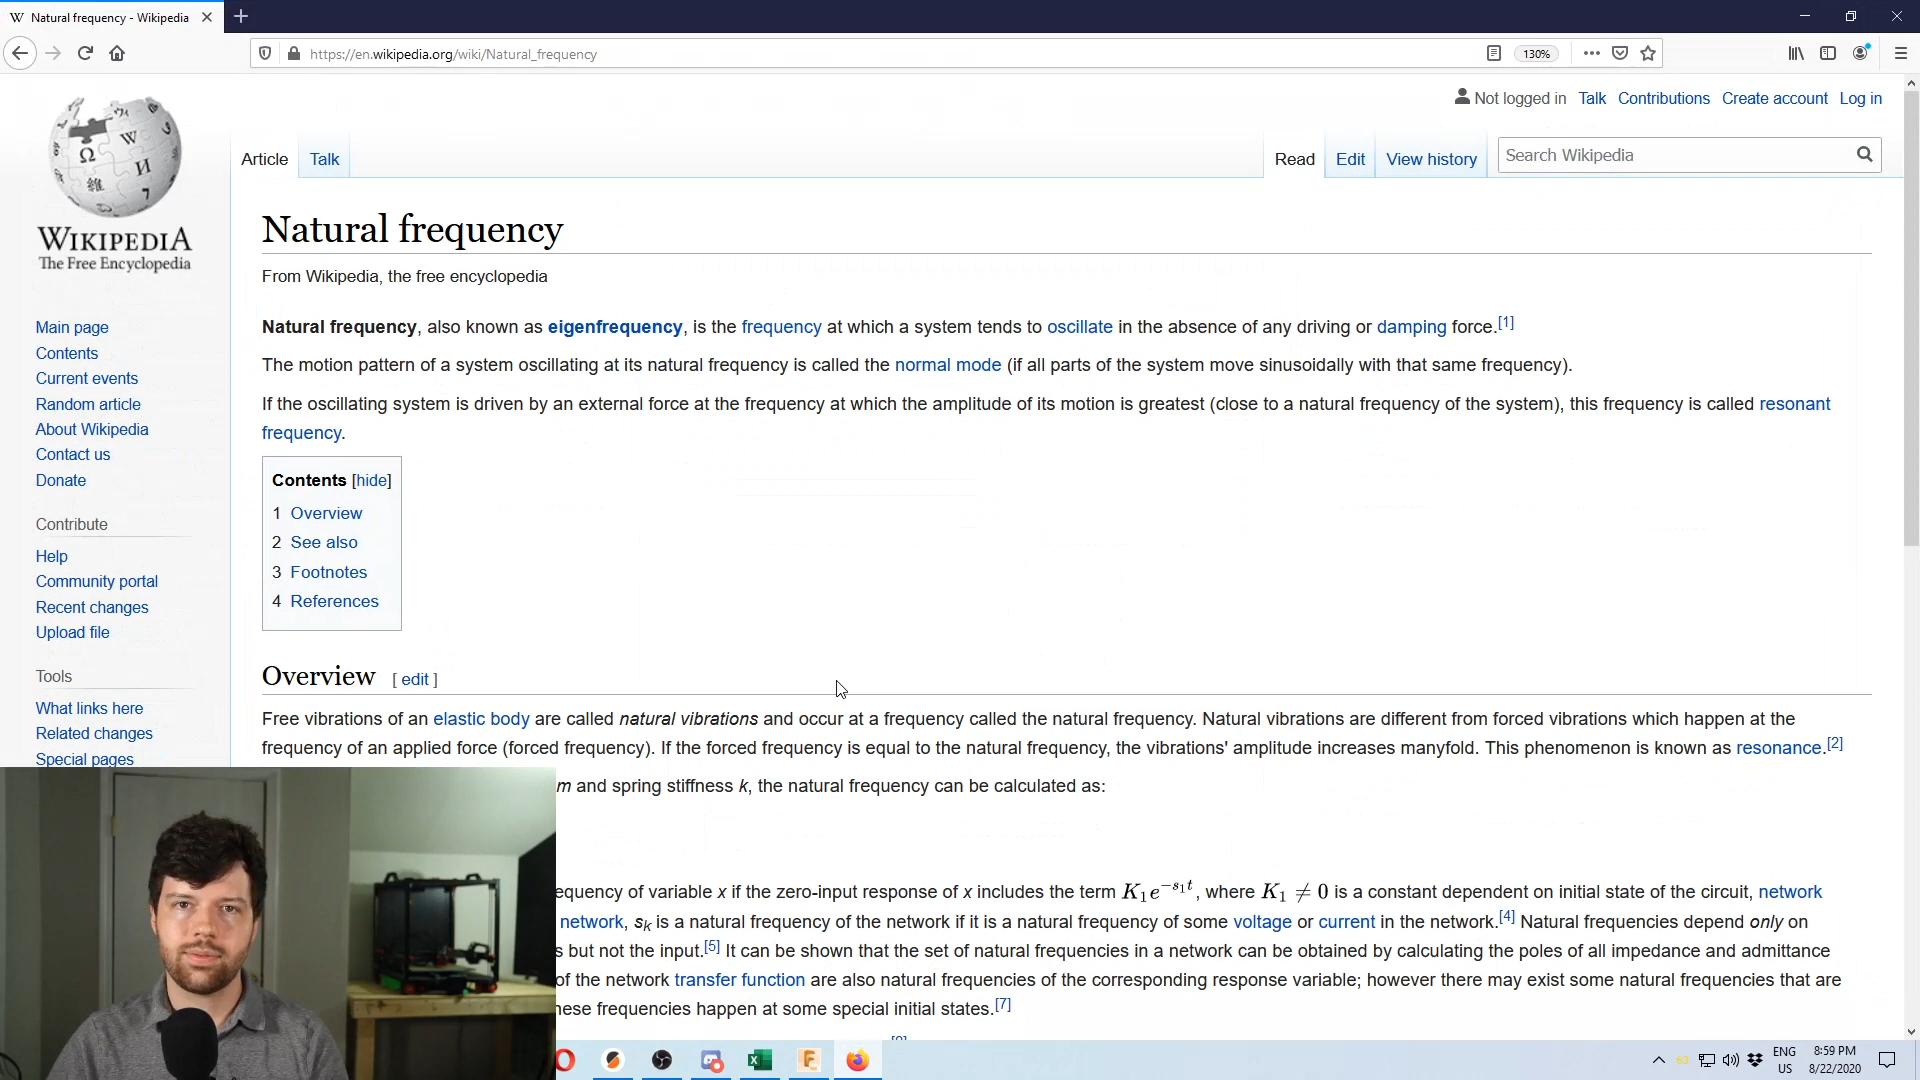 Natural frequency - Wikipedia
https://en.wikipedia.org/wiki/Natural_frequency
130%
Not logged in Talk Contributions Create account Log in
Article Talk
Read Edit View history Search Wikipedia
WIKIPEDIA
The Free Encyclopedia
Main page
Contents
Current events
Random article
About Wikipedia
Contact us
Donate
Contribute
Help
Community portal
Recent changes
Upload file
Tools
What links here
Related changes
Special pages
Natural frequency
From Wikipedia, the free encyclopedia
Natural frequency, also known as eigenfrequency, is the frequency at which a system tends to oscillate in the absence of any driving or damping force.[1]
The motion pattern of a system oscillating at its natural frequency is called the normal mode (if all parts of the system move sinusoidally with that same frequency).
If the oscillating system is driven by an external force at the frequency at which the amplitude of its motion is greatest (close to a natural frequency of the system), this frequency is called resonant
frequency.
Contents [hide]
1 Overview
2 See also
3 Footnotes
4 References
Overview [ edit ]
Free vibrations of an elastic body are called natural vibrations and occur at a frequency called the natural frequency. Natural vibrations are different from forced vibrations which happen at the
frequency of an applied force (forced frequency). If the forced frequency is equal to the natural frequency, the vibrations' amplitude increases manyfold. This phenomenon is known as resonance.[2]
m and spring stiffness k, the natural frequency can be calculated as:
equency of variable x if the zero-input response of x includes the term K₁e^−s₁t, where K₁ ≠ 0 is a constant dependent on initial state of the circuit, network
network, sₖ is a natural frequency of the network if it is a natural frequency of some voltage or current in the network.[4] Natural frequencies depend only on
s but not the input.[5] It can be shown that the set of natural frequencies in a network can be obtained by calculating the poles of all impedance and admittance
of the network transfer function are also natural frequencies of the corresponding response variable; however there may exist some natural frequencies that are
nese frequencies happen at some special initial states.[7]
63
ENG
US
8:59 PM
8/22/2020